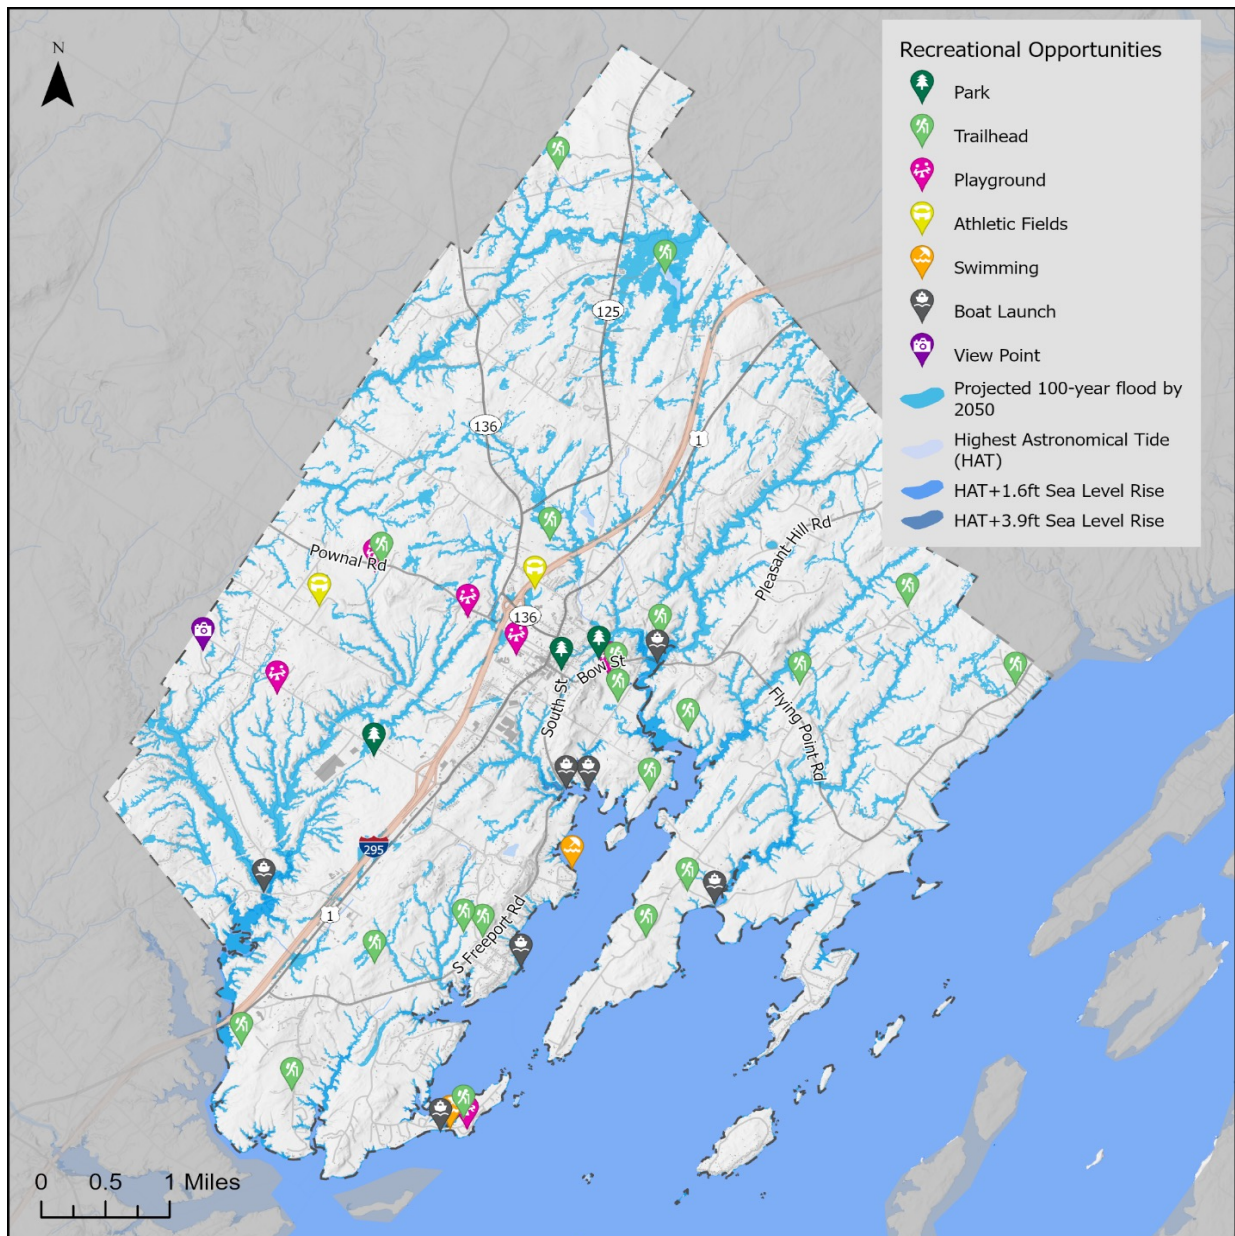 N
Recreational Opportunities
Park
Trailhead
Playground
Athletic Fields
Swimming
Boat Launch
View Point
Projected 100-year flood by
2050
Highest Astronomical Tide
(HAT)
HAT+1.6ft Sea Level Rise
HAT+3.9ft Sea Level Rise
125
136
1
Pleasant Hill Rd
Pownal Rd
136
Bow St
South St
Flying Point Rd
295
1
S Freeport Rd
0 0.5 1 Miles